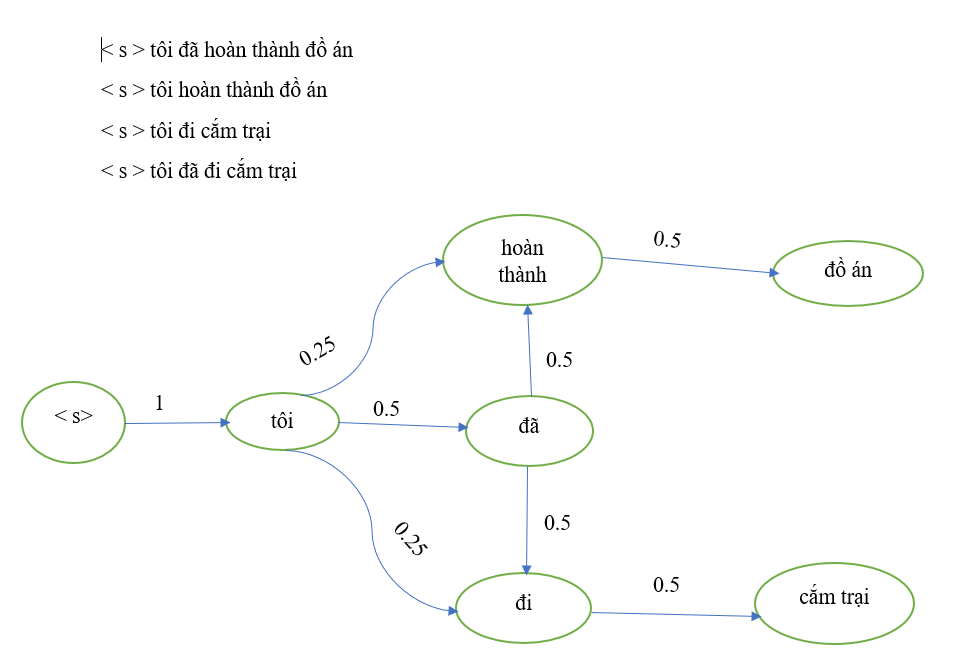 < s > tôi đã hoàn thành đồ án
< s > tôi hoàn thành đồ án
< s > tôi đi cắm trại
< s > tôi đã đi cắm trại
hoàn
thành
0.5
đồ án
0.25
0.5
< s>
1
tôi
0.5
đã
0.25
0.5
đi
0.5
cắm trại